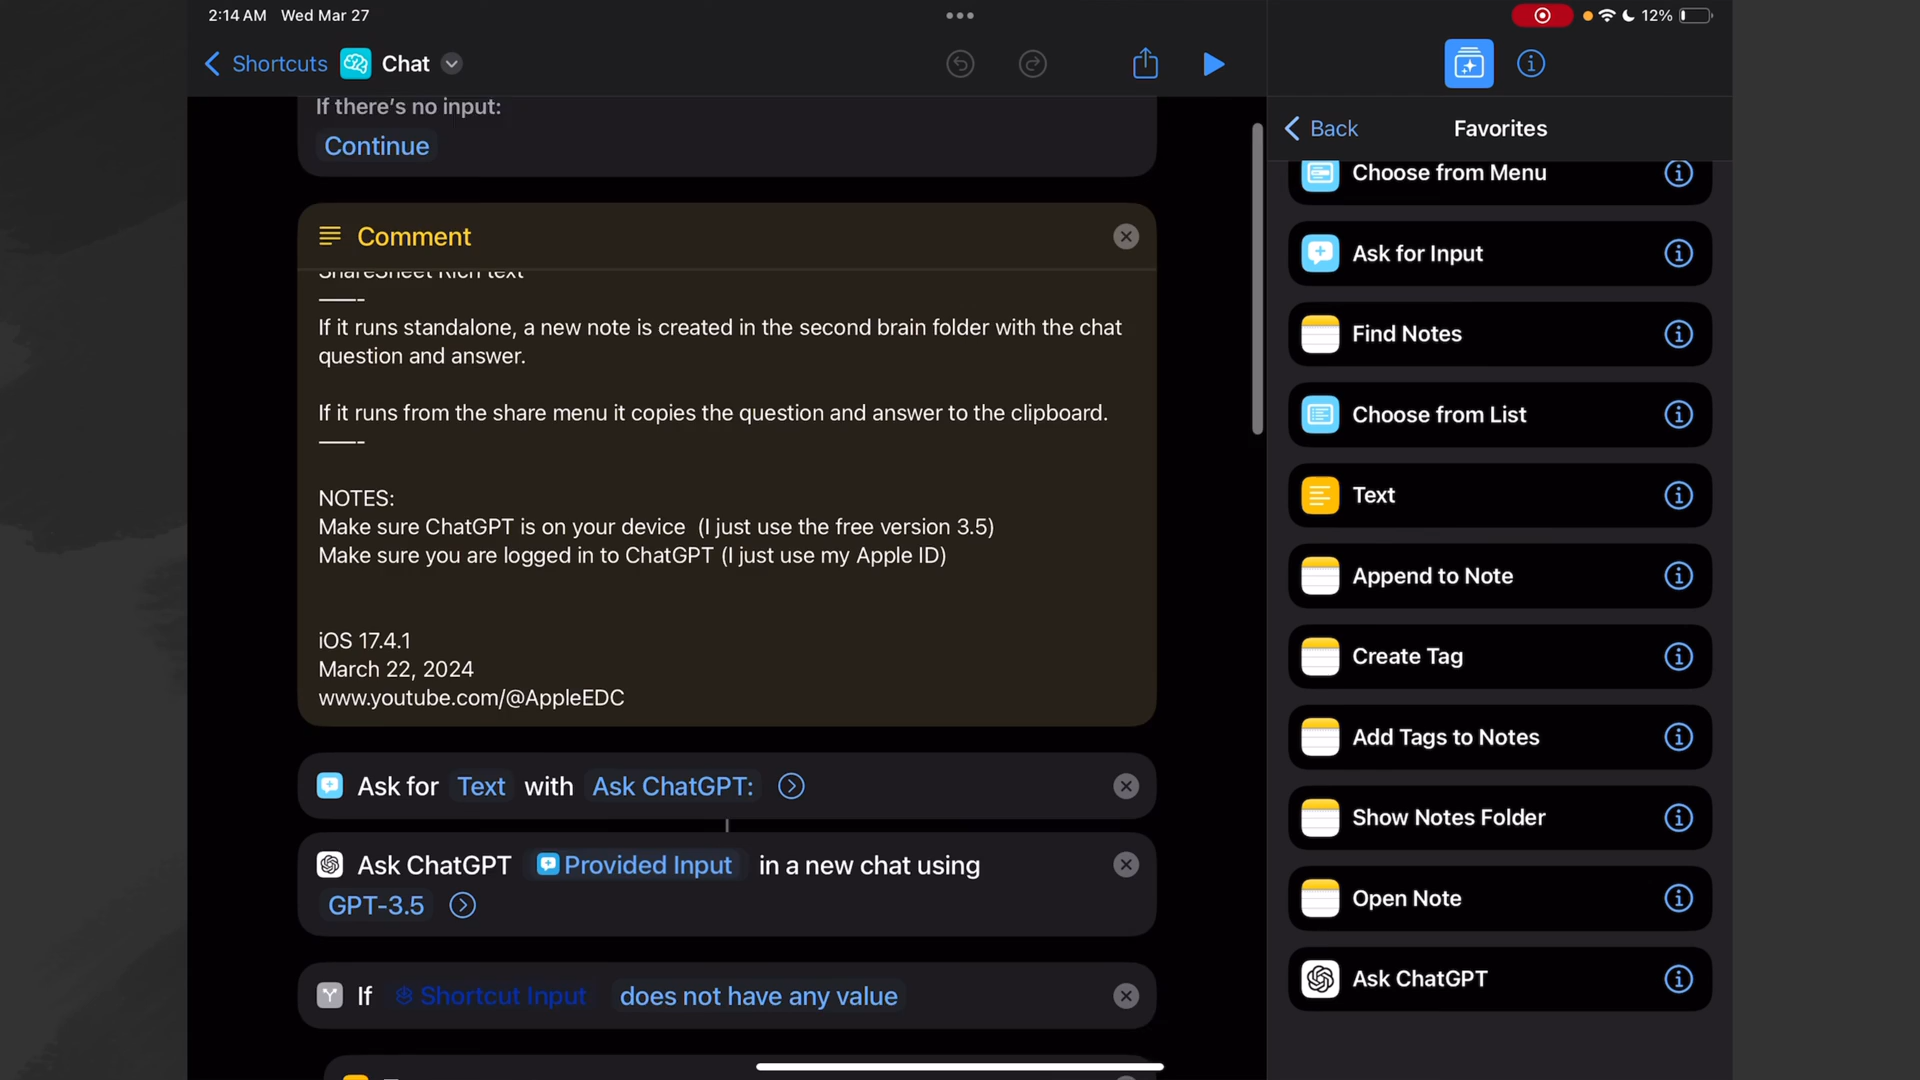 2:14 AM Wed Mar 27
12%
Shortcuts
Chat
If there's no input:
Continue
Comment
ShareSheet Rich text
——-
If it runs standalone, a new note is created in the second brain folder with the chat
question and answer.
If it runs from the share menu it copies the question and answer to the clipboard.
——-
NOTES:
Make sure ChatGPT is on your device (I just use the free version 3.5)
Make sure you are logged in to ChatGPT (I just use my Apple ID)
iOS 17.4.1
March 22, 2024
www.youtube.com/@AppleEDC
Ask for Text with Ask ChatGPT:
Ask ChatGPT Provided Input in a new chat using
GPT-3.5
If Shortcut Input does not have any value
Back
Favorites
Choose from Menu
Ask for Input
Find Notes
Choose from List
Text
Append to Note
Create Tag
Add Tags to Notes
Show Notes Folder
Open Note
Ask ChatGPT